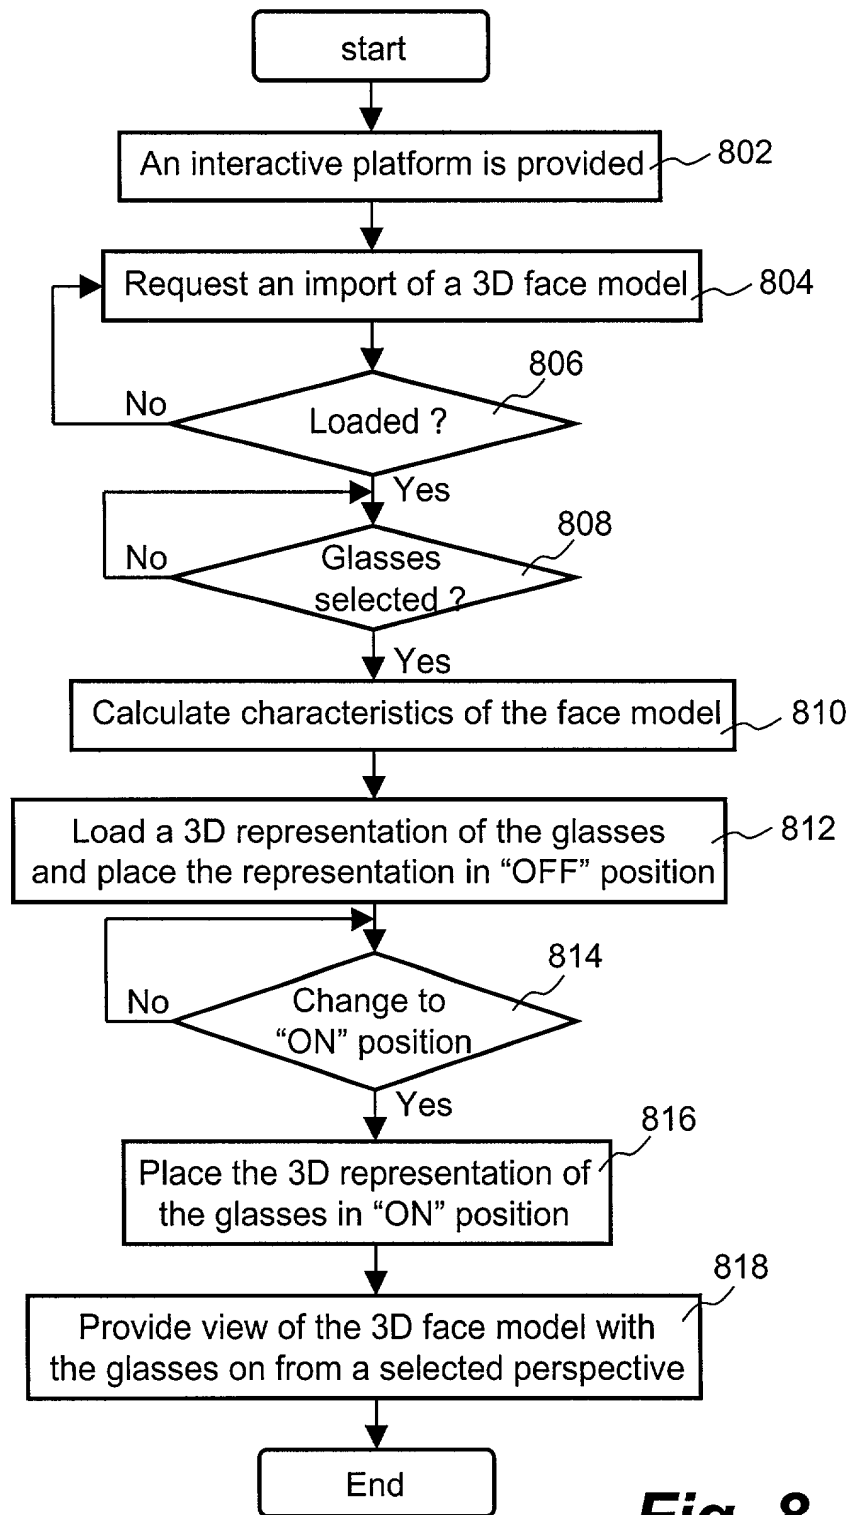 start
An interactive platform is provided
802
Request an import of a 3D face model
804
806
Loaded ?
No
Yes
808
Glasses
selected ?
No
Yes
Calculate characteristics of the face model
810
Load a 3D representation of the glasses
and place the representation in “OFF” position
812
814
Change to
“ON” position
No
Yes
816
Place the 3D representation of
the glasses in “ON” position
818
Provide view of the 3D face model with
the glasses on from a selected perspective
End
Fig. 8